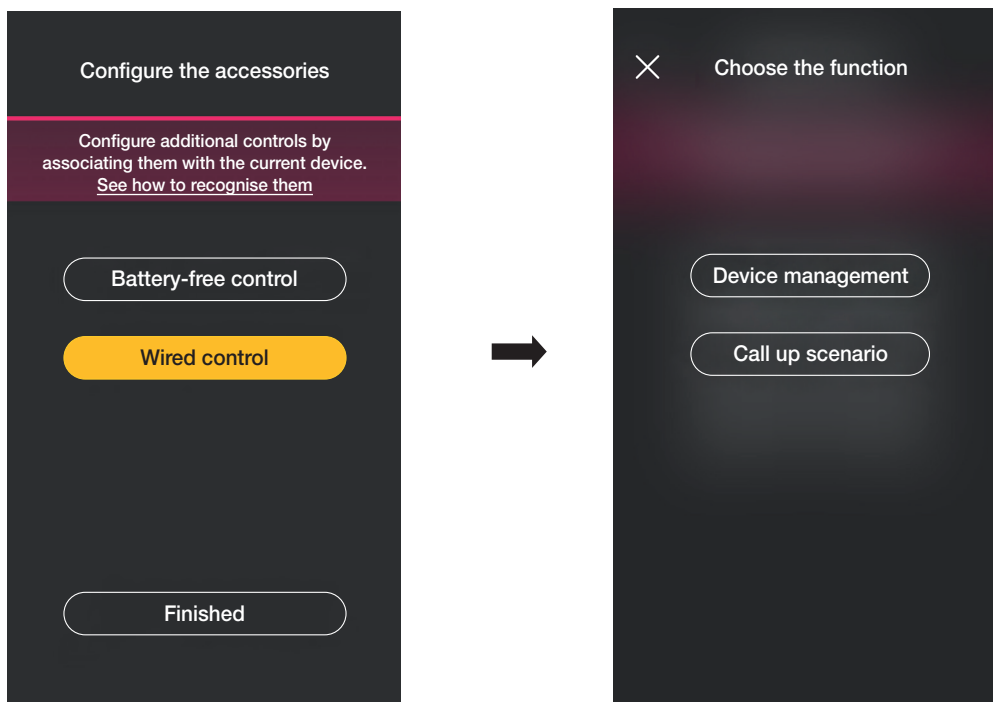 Configure the accessories
Configure additional controls by
associating them with the current device.
See how to recognise them
Battery-free control
Wired control
Finished
Choose the function
Device management
Call up scenario